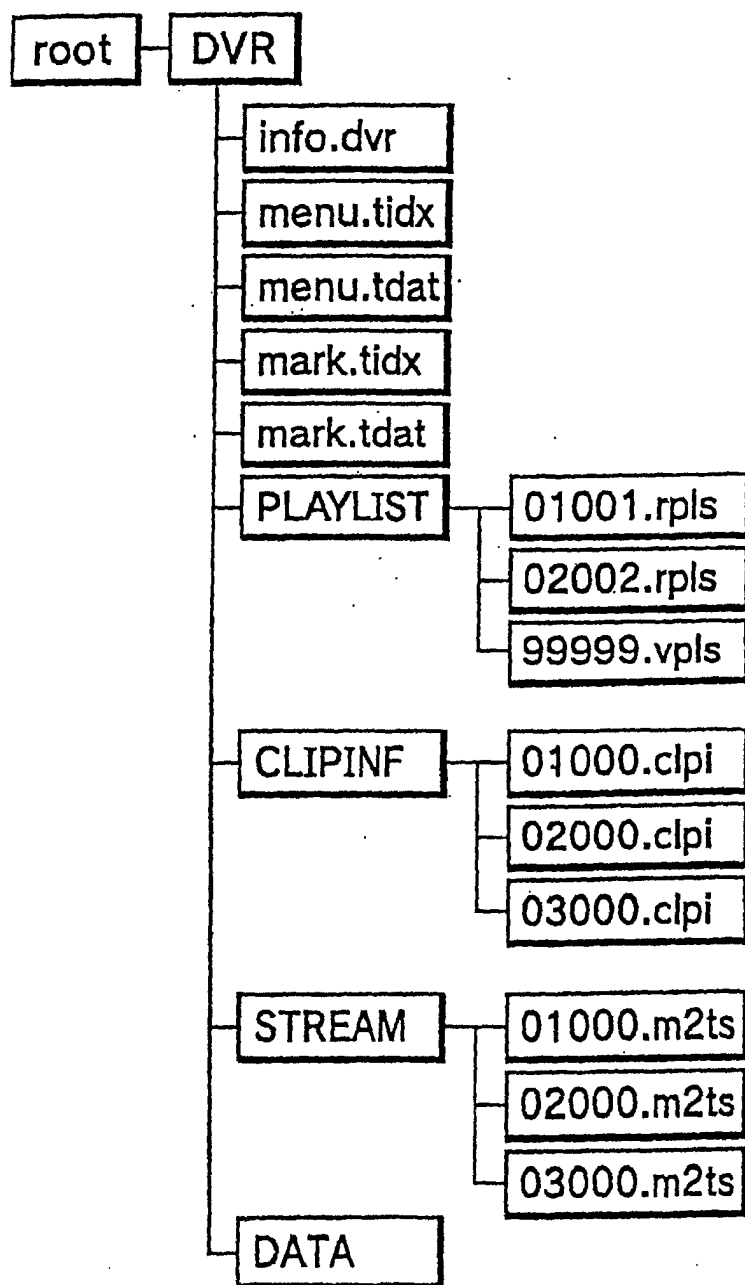 root DVR
info.dvr
menu.tidx
menu.tdat
mark.tidx
mark.tdat
PLAYLIST 01001.rpls
02002.rpls
99999.vpls
CLIPINF 01000.clpi
02000.clpi
03000.clpi
STREAM 01000.m2ts
02000.m2ts
03000.m2ts
DATA